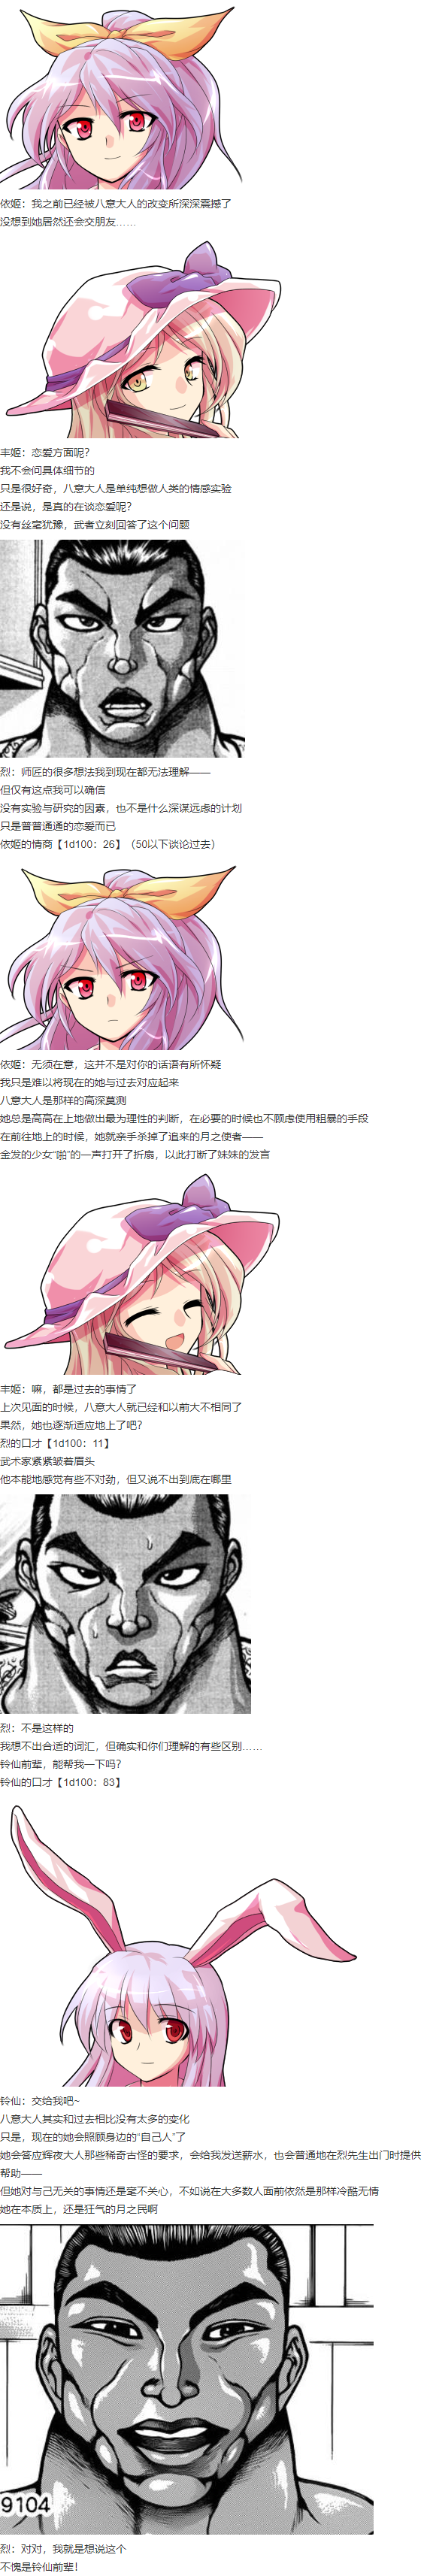 依姬：我之前已经被八意大人的改变所深深震撼了
没想到她居然还会交朋友……
丰姬：恋爱方面呢？
我不会问具体细节的
只是很好奇，八意大人是单纯想做人类的情感实验
还是说，是真的在谈恋爱呢？
没有丝毫犹豫，武者立刻回答了这个问题
烈：师匠的很多想法我到现在都无法理解——
但仅有这点我可以确信
没有实验与研究的因素，也不是什么深谋远虑的计划
只是普普通通的恋爱而已
依姬的情商【1d100：26】（50以下谈论过去）
依姬：无须在意，这并不是对你的话语有所怀疑
我只是难以将现在的她与过去对应起来
八意大人是那样的高深莫测
她总是高高在上地做出最为理性的判断，在必要的时候也不顾虑使用粗暴的手段
在前往地上的时候，她就亲手杀掉了追来的月之使者——
金发的少女“啪”的一声打开了折扇，以此打断了妹妹的发言
丰姬：嘛，都是过去的事情了
上次见面的时候，八意大人就已经和以前大不相同了
果然，她也逐渐适应地上了吧？
烈的口才【1d100：11】
武术家紧紧皱着眉头
他本能地感觉有些不对劲，但又说不出到底在哪里
烈：不是这样的
我想不出合适的词汇，但确实和你们理解的有些区别……
铃仙前辈，能帮我一下吗？
铃仙的口才【1d100：83】
铃仙：交给我吧~
八意大人其实和过去相比没有太多的变化
只是，现在的她会照顾身边的“自己人”了
她会答应辉夜大人那些稀奇古怪的要求，会给我发送薪水，也会普通地在烈先生出门时提供
帮助——
但她对与己无关的事情还是毫不关心，不如说在大多数人面前依然是那样冷酷无情
她在本质上，还是狂气的月之民啊
9104
烈：对对，我就是想说这个
不愧是铃仙前辈！